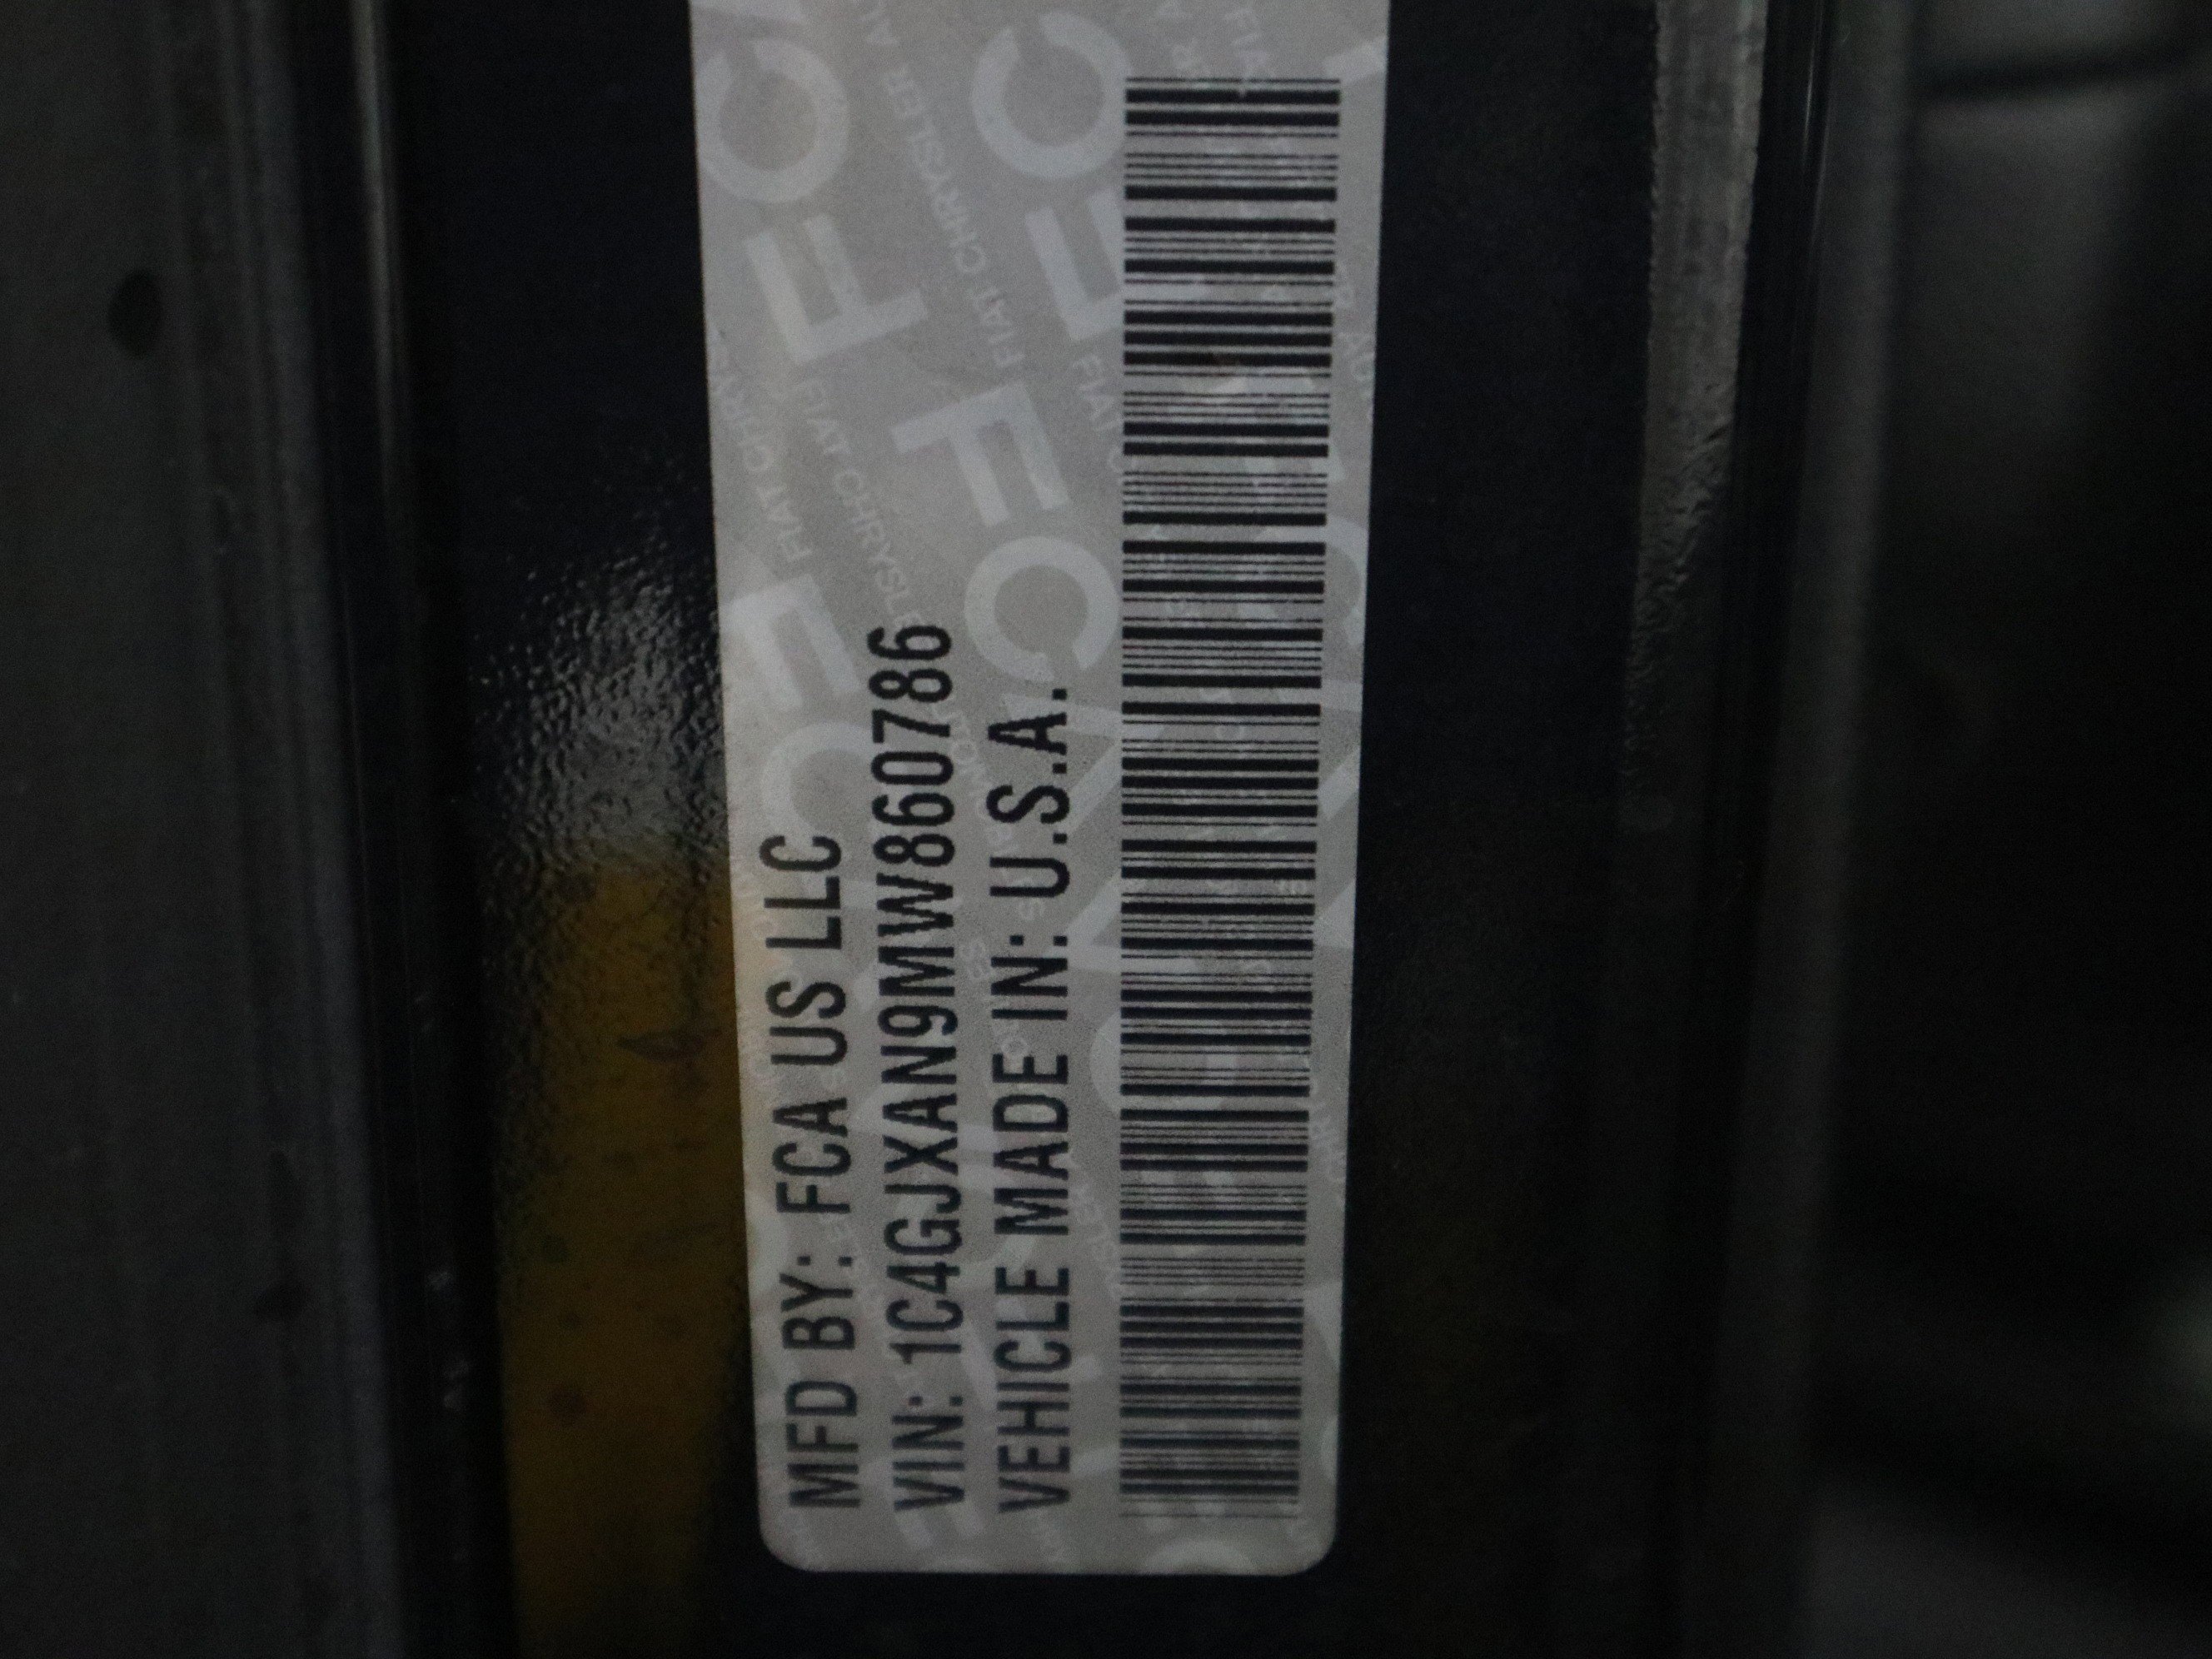 MFD BY: FCA US LLC
VIN: 1C4GJXAN9MW860786
VEHICLE MADE IN: U.S.A.